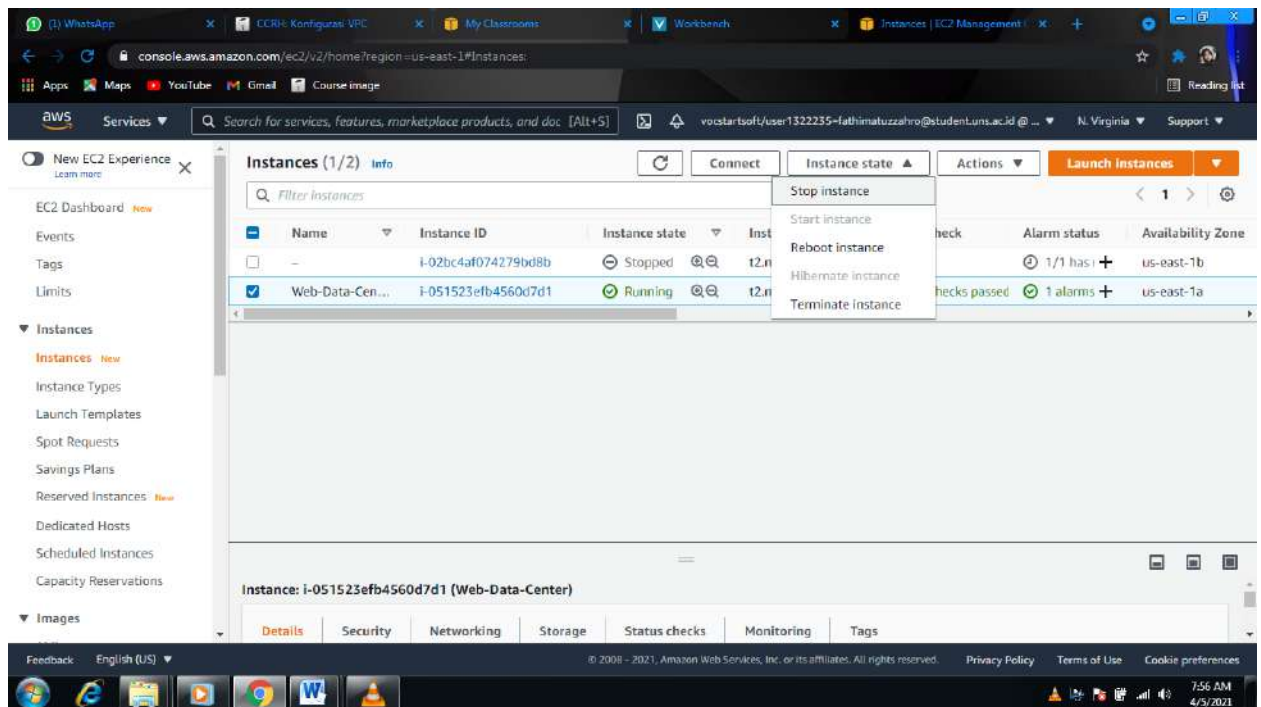 (1) WhatsApp
CCRH: Konfigurasi VPC
My Classrooms
Workbench
Instances | EC2 Management
console.aws.amazon.com/ec2/v2/home?region=us-east-1#Instances:
Apps Maps YouTube Gmail Course image Reading list
aws Services ▼ Search for services, features, marketplace products, and doc [Alt+S] vocstartsoft/user1322235=fathimatuzzahro@student.uns.ac.id @ ... ▼ N. Virginia ▼ Support ▼
New EC2 Experience
Learn more
EC2 Dashboard New
Events
Tags
Limits
Instances
Instances New
Instance Types
Launch Templates
Spot Requests
Savings Plans
Reserved Instances New
Dedicated Hosts
Scheduled Instances
Capacity Reservations
Images
Instances (1/2) Info Connect Instance state ▲ Actions ▼ Launch instances ▼
Filter instances < 1 >
Stop instance
Start instance
Reboot instance
Hibernate instance
Terminate instance
Name Instance ID Instance state Inst heck Alarm status Availability Zone
– i-02bc4af074279bd8b Stopped t2.n 1/1 has + us-east-1b
Web-Data-Cen... i-051523efb4560d7d1 Running t2.n hecks passed 1 alarms + us-east-1a
Instance: i-051523efb4560d7d1 (Web-Data-Center)
Details Security Networking Storage Status checks Monitoring Tags
Feedback English (US) ▼ © 2008 - 2021, Amazon Web Services, Inc. or its affiliates. All rights reserved. Privacy Policy Terms of Use Cookie preferences
7:56 AM
4/5/2021